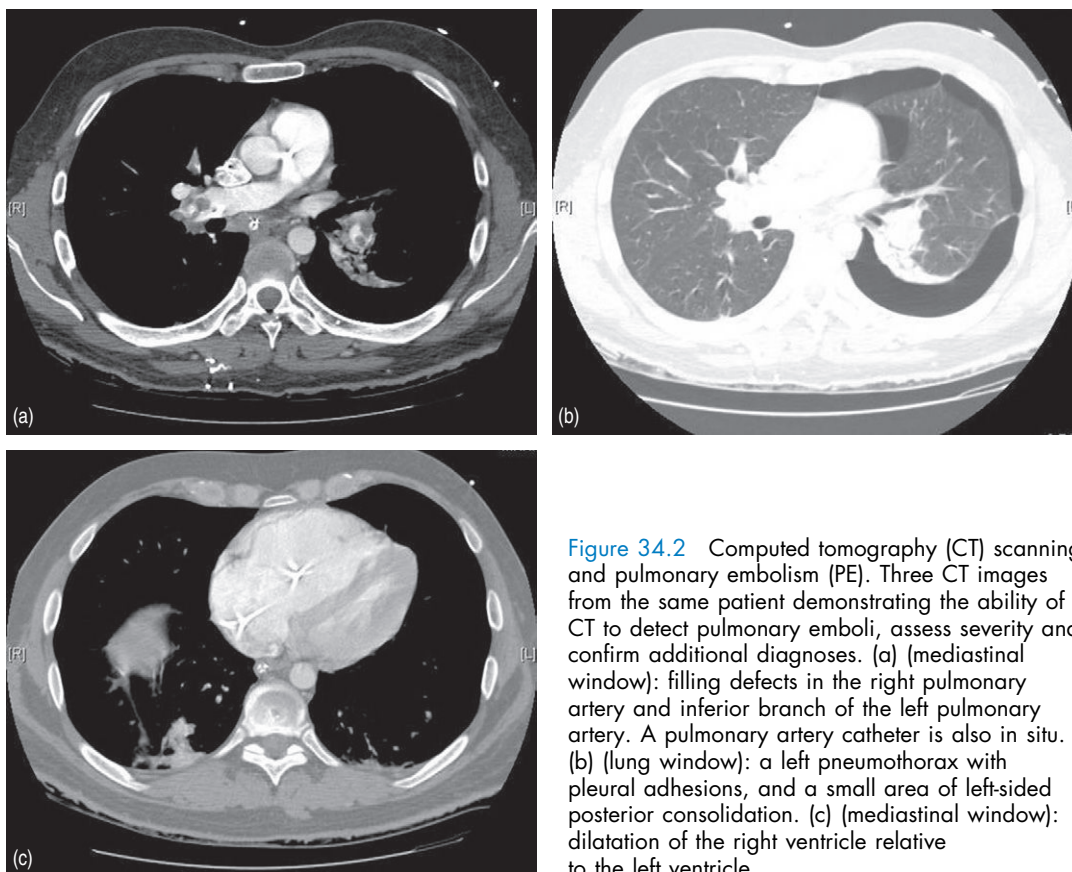 [R]
[L]
(a)
[R]
(b)
[R]
[L]
(c)
Figure 34.2 Computed tomography (CT) scanning
and pulmonary embolism (PE). Three CT images
from the same patient demonstrating the ability of
CT to detect pulmonary emboli, assess severity and
confirm additional diagnoses. (a) (mediastinal
window): filling defects in the right pulmonary
artery and inferior branch of the left pulmonary
artery. A pulmonary artery catheter is also in situ.
(b) (lung window): a left pneumothorax with
pleural adhesions, and a small area of left-sided
posterior consolidation. (c) (mediastinal window):
dilatation of the right ventricle relative
to the left ventricle